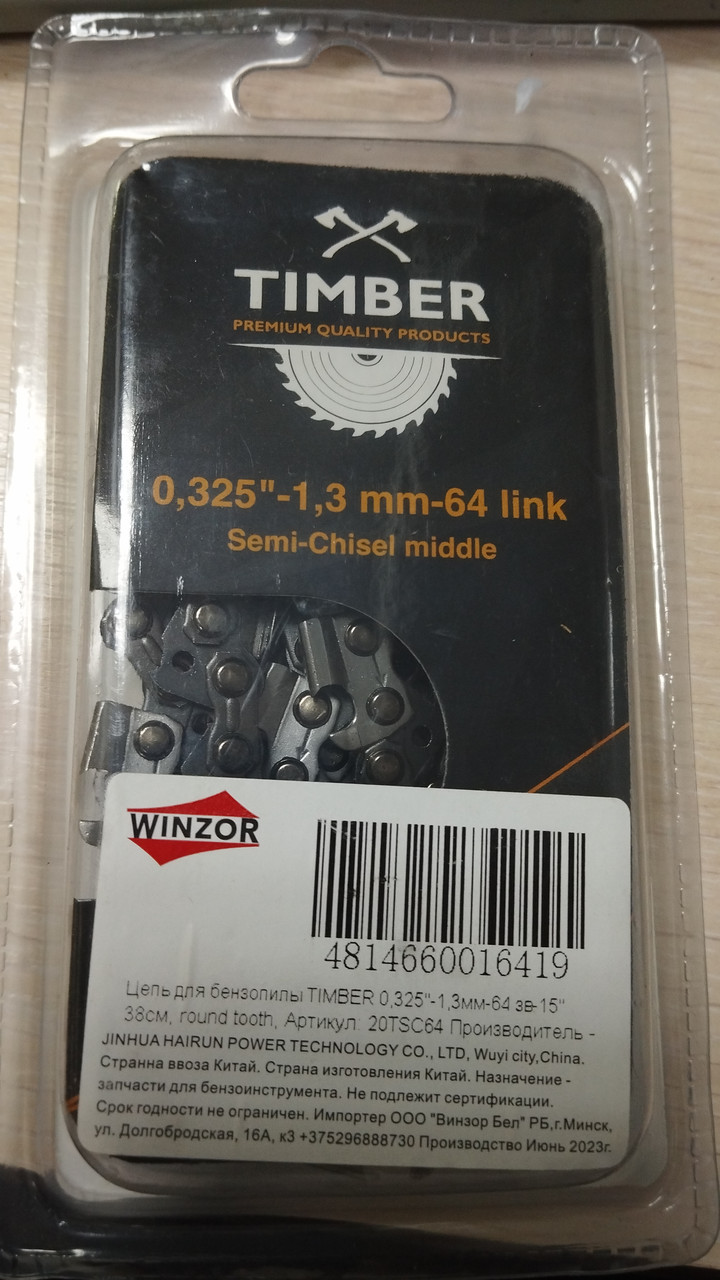 TIMBER
PREMIUM QUALITY PRODUCTS
0,325"-1,3 mm-64 link
Semi-Chisel middle
WINZOR
4814660016419
Цепь для бензопилы TIMBER 0,325"-1,3мм-64 зв-15"
38см, round tooth, Артикул: 20TSC64 Производитель -
JINHUA HAIRUN POWER TECHNOLOGY CO., LTD, Wuyi city,China.
Странна ввоза Китай. Страна изготовления Китай. Назначение -
запчасти для бензоинструмента. Не подлежит сертификации.
Срок годности не ограничен. Импортер ООО "Винзор Бел" РБ,г.Минск,
ул. Долгобродская, 16А, к3 +375296888730 Производство Июнь 2023г.